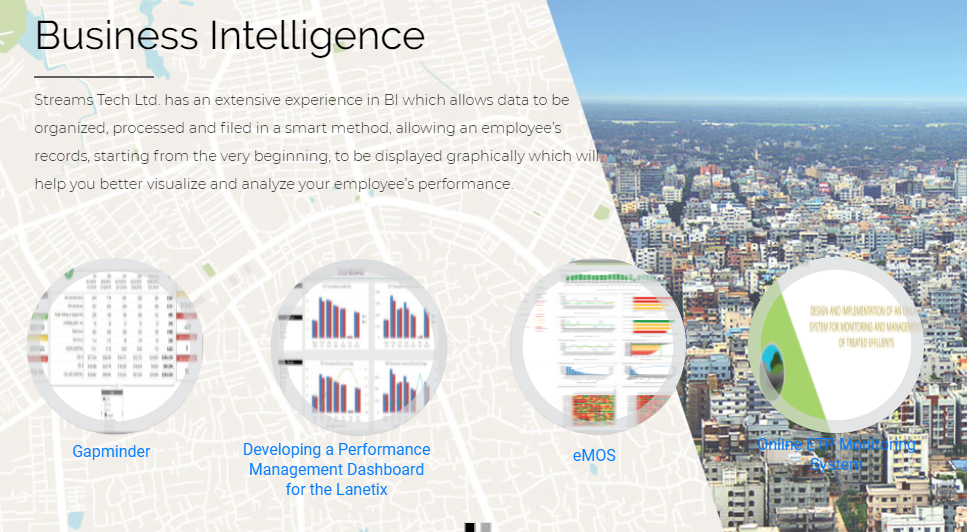 Business Intelligence
Streams Tech Ltd. has an extensive experience in BI which allows data to be
organized, processed and filed in a smart method, allowing an employee's
records, starting from the very beginning, to be displayed graphically which will
help you better visualize and analyze your employee's performance.
DESIGN AND IMPLEMENTATION OF AN
SYSTEM FOR MONITORING AND
OF TREATED EFFLUENTS
Gapminder
Developing a Performance
Management Dashboard
for the Lanetix
eMOS
Online ETP Monitoring
System